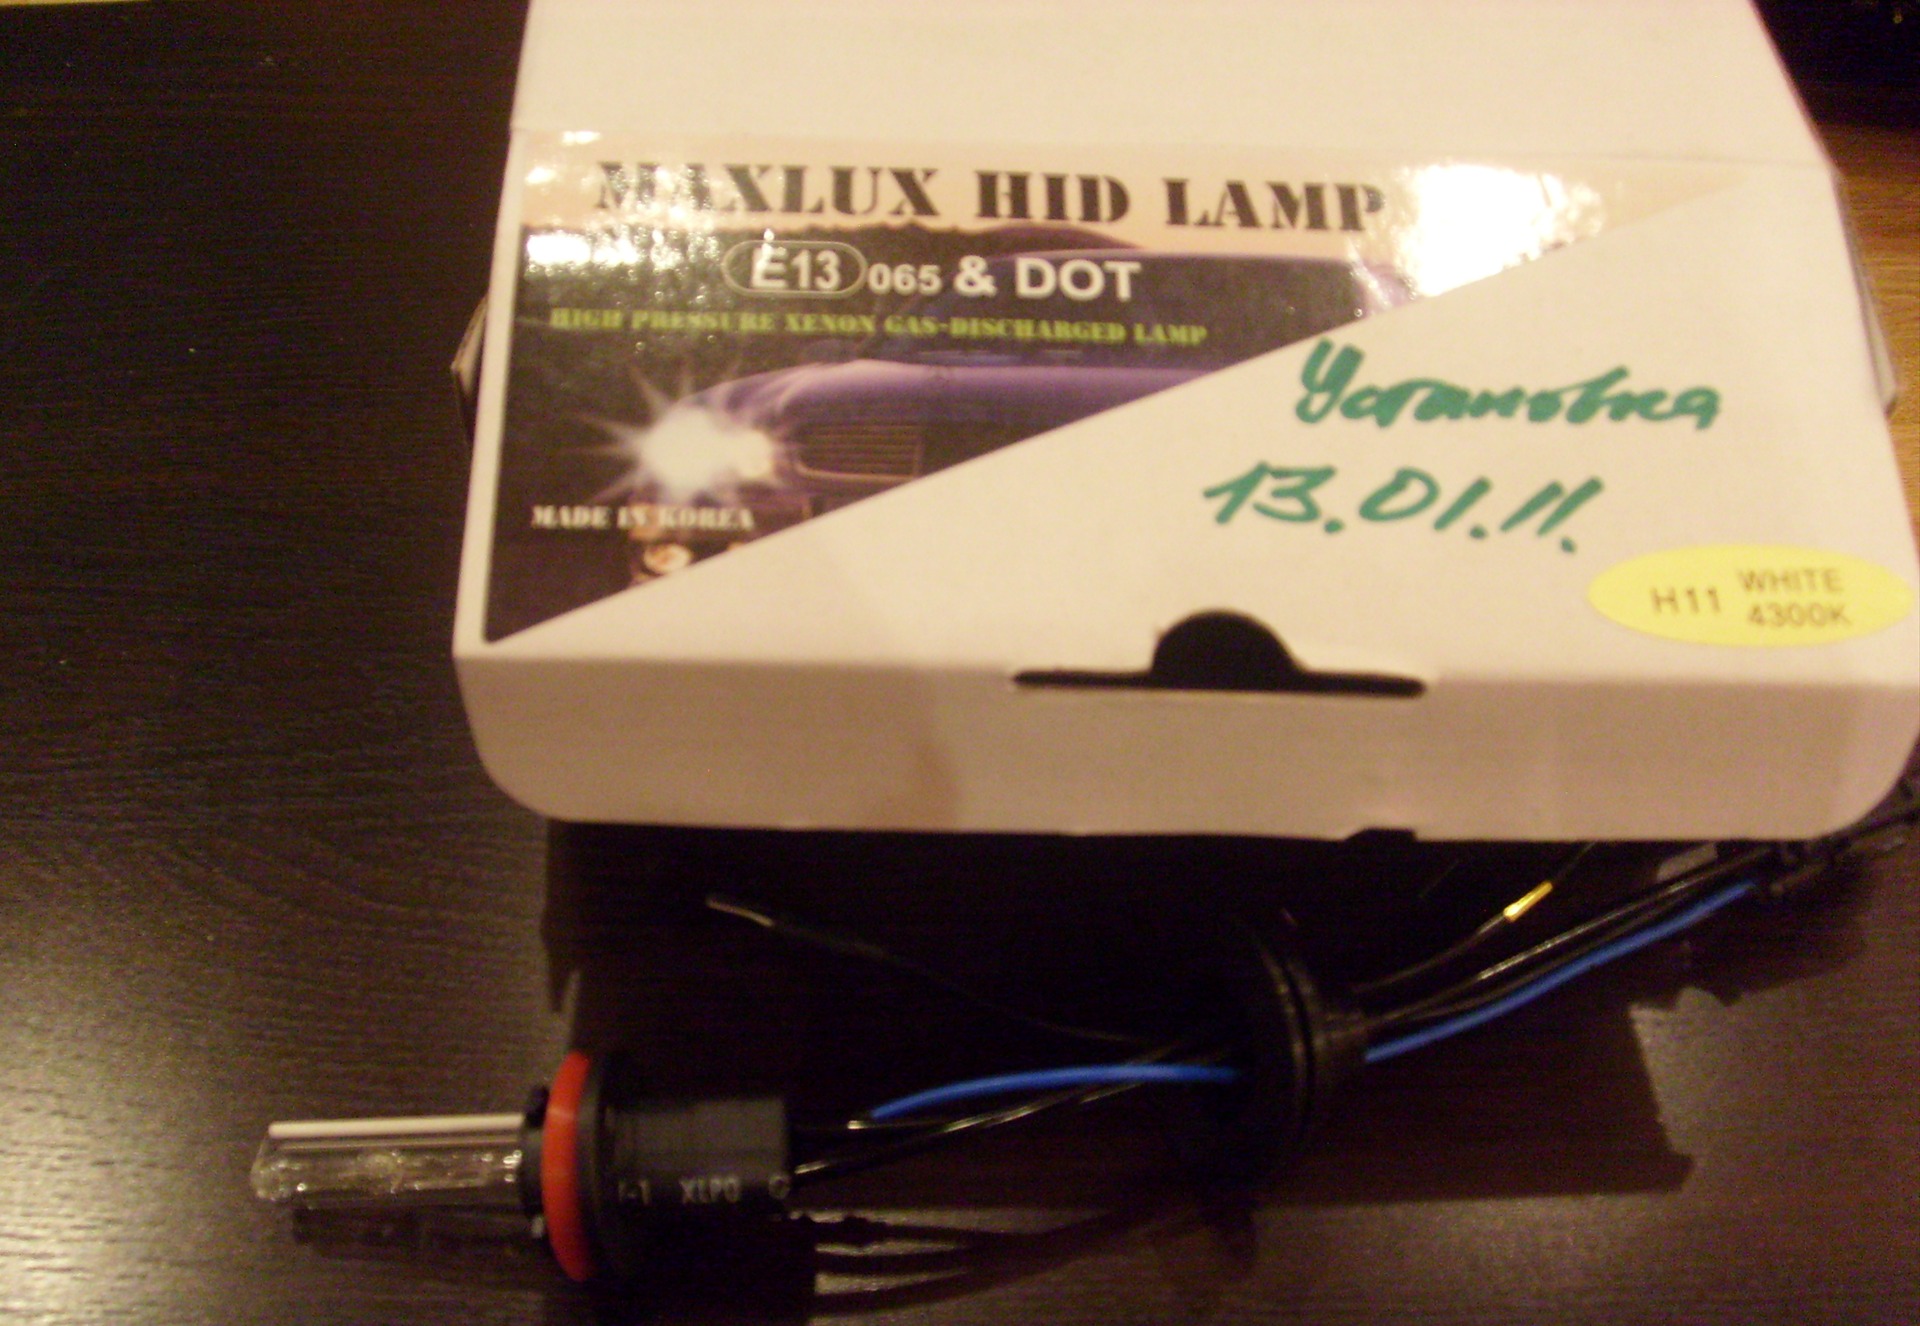 MAXLUX HID LAMP
E13 065 & DOT
HIGH PRESSURE XENON GAS-DISCHARGED LAMP
Установка
13.01.11.
MADE IN KOREA
H11 WHITE
4300K
XLPO